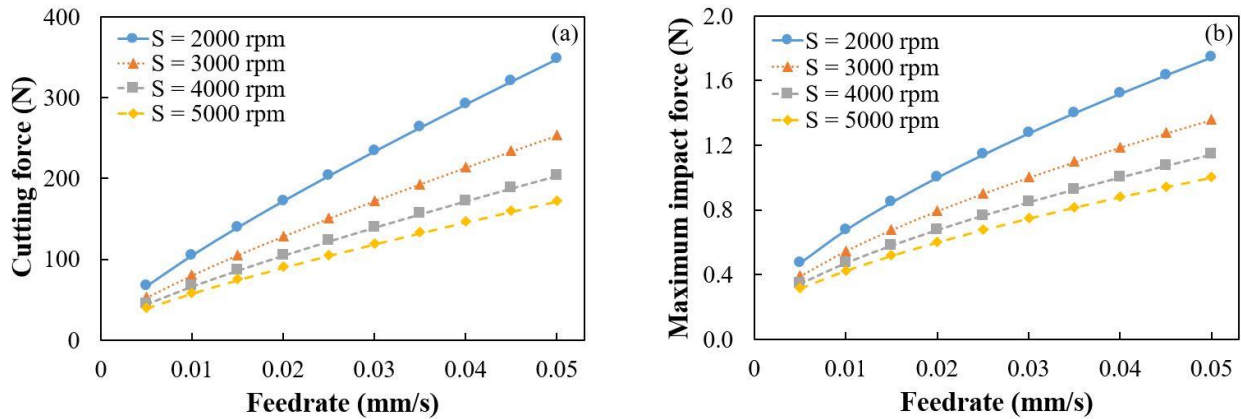 (a)
S = 2000 rpm
S = 3000 rpm
S = 4000 rpm
S = 5000 rpm
Cutting force (N)
400
300
200
100
0
0 0.01 0.02 0.03 0.04 0.05
Feedrate (mm/s)
(b)
S = 2000 rpm
S = 3000 rpm
S = 4000 rpm
S = 5000 rpm
Maximum impact force (N)
2.0
1.6
1.2
0.8
0.4
0.0
0 0.01 0.02 0.03 0.04 0.05
Feedrate (mm/s)